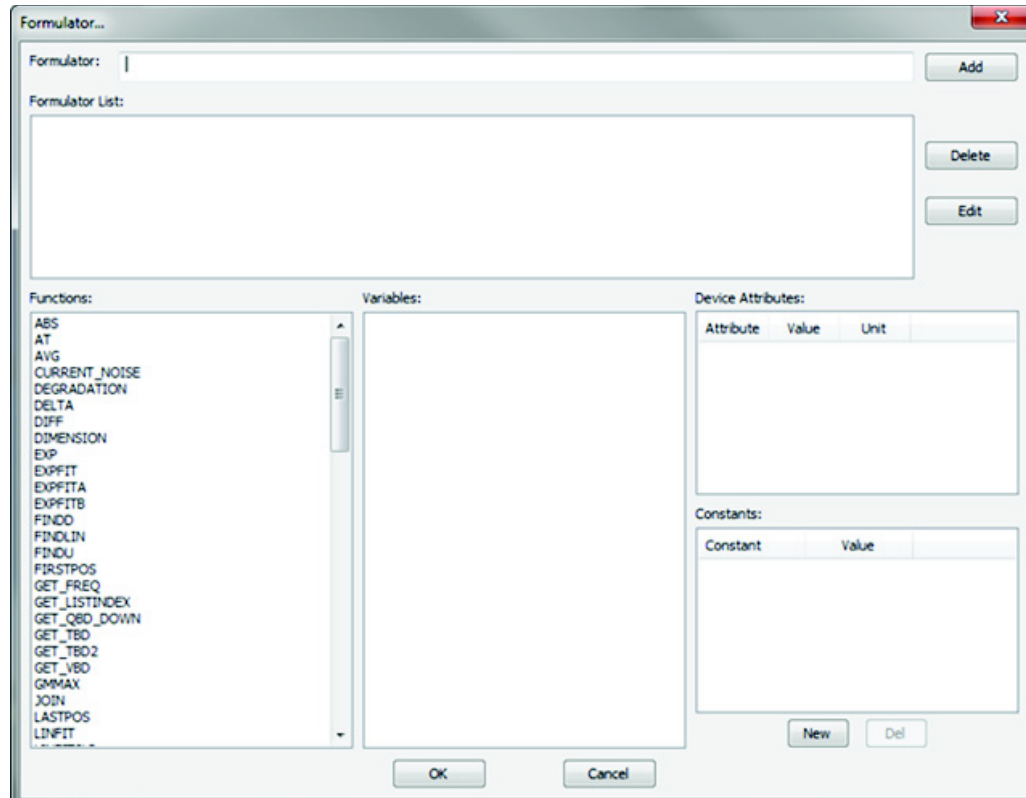 Formulator...
Formulator:
Add
Formulator List:
Delete
Edit
Functions:
ABS
AT
AVG
CURRENT_NOISE
DEGRADATION
DELTA
DIFF
DIMENSION
EXP
EXPFIT
EXPFITA
EXPFITB
FINDD
FINDLIN
FINDU
FIRSTPOS
GET_FREQ
GET_LISTINDEX
GET_QBD_DOWN
GET_TBD
GET_TBD2
GET_VBD
GMMAX
JOIN
LASTPOS
LINFIT
Variables:
Device Attributes:
Attribute Value Unit
Constants:
Constant Value
New Del
OK Cancel